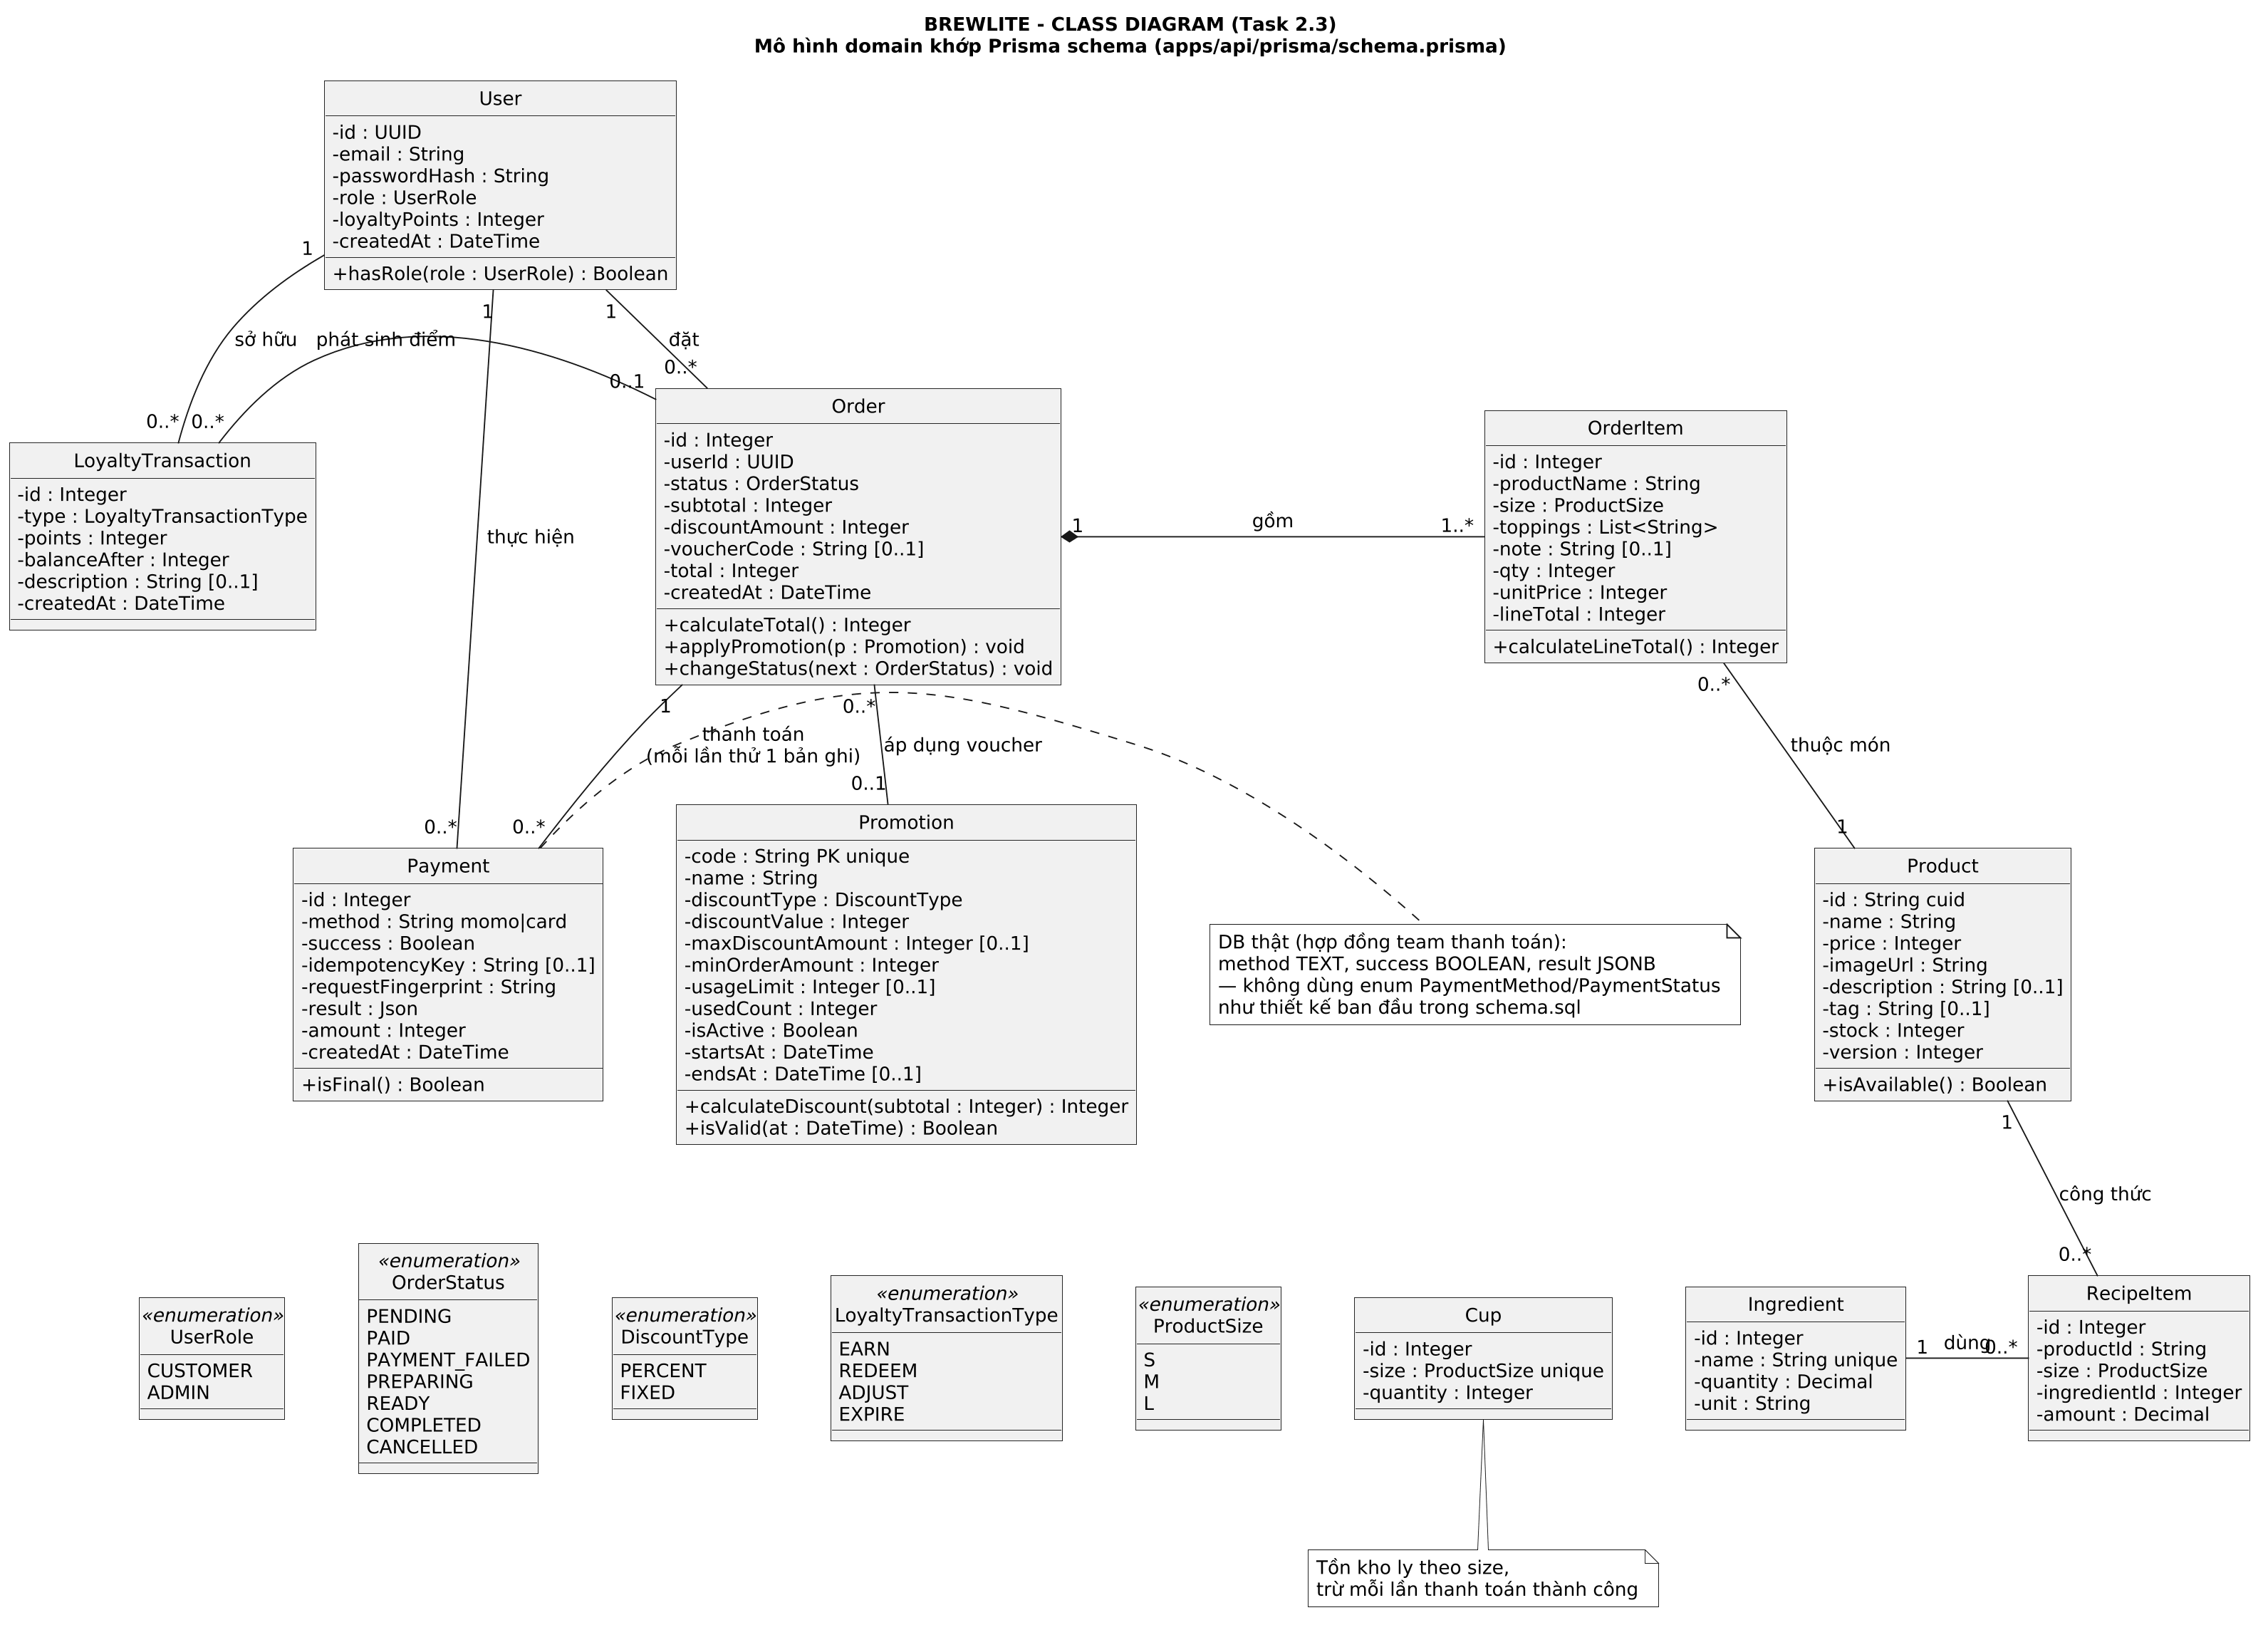 BREWLITE - CLASS DIAGRAM (Task 2.3)
Mô hình domain khớp Prisma schema (apps/api/prisma/schema.prisma)
User
-id : UUID
-email : String
-passwordHash : String
-role : UserRole
-loyaltyPoints : Integer
-createdAt : DateTime
+hasRole(role : UserRole) : Boolean
1
1
1
sở hữu
phát sinh điểm
đặt
0..*
0..1
0..*
0..*
LoyaltyTransaction
-id : Integer
-type : LoyaltyTransactionType
-points : Integer
-balanceAfter : Integer
-description : String [0..1]
-createdAt : DateTime
thực hiện
Order
-id : Integer
-userId : UUID
-status : OrderStatus
-subtotal : Integer
-discountAmount : Integer
-voucherCode : String [0..1]
-total : Integer
-createdAt : DateTime
+calculateTotal() : Integer
+applyPromotion(p : Promotion) : void
+changeStatus(next : OrderStatus) : void
1
gồm
1..*
OrderItem
-id : Integer
-productName : String
-size : ProductSize
-toppings : List<String>
-note : String [0..1]
-qty : Integer
-unitPrice : Integer
-lineTotal : Integer
+calculateLineTotal() : Integer
1
thanh toán
(mỗi lần thử 1 bản ghi)
0..*
áp dụng voucher
0..1
0..*
thuộc món
1
0..*
0..*
Payment
-id : Integer
-method : String momo|card
-success : Boolean
-idempotencyKey : String [0..1]
-requestFingerprint : String
-result : Json
-amount : Integer
-createdAt : DateTime
+isFinal() : Boolean
Promotion
-code : String PK unique
-name : String
-discountType : DiscountType
-discountValue : Integer
-maxDiscountAmount : Integer [0..1]
-minOrderAmount : Integer
-usageLimit : Integer [0..1]
-usedCount : Integer
-isActive : Boolean
-startsAt : DateTime
-endsAt : DateTime [0..1]
+calculateDiscount(subtotal : Integer) : Integer
+isValid(at : DateTime) : Boolean
DB thật (hợp đồng team thanh toán):
method TEXT, success BOOLEAN, result JSONB
— không dùng enum PaymentMethod/PaymentStatus
như thiết kế ban đầu trong schema.sql
Product
-id : String cuid
-name : String
-price : Integer
-imageUrl : String
-description : String [0..1]
-tag : String [0..1]
-stock : Integer
-version : Integer
+isAvailable() : Boolean
1
công thức
0..*
«enumeration»
UserRole
CUSTOMER
ADMIN
«enumeration»
OrderStatus
PENDING
PAID
PAYMENT_FAILED
PREPARING
READY
COMPLETED
CANCELLED
«enumeration»
DiscountType
PERCENT
FIXED
«enumeration»
LoyaltyTransactionType
EARN
REDEEM
ADJUST
EXPIRE
«enumeration»
ProductSize
S
M
L
Cup
-id : Integer
-size : ProductSize unique
-quantity : Integer
Ingredient
-id : Integer
-name : String unique
-quantity : Decimal
-unit : String
1
dùng
0..*
RecipeItem
-id : Integer
-productId : String
-size : ProductSize
-ingredientId : Integer
-amount : Decimal
Tồn kho ly theo size,
trừ mỗi lần thanh toán thành công